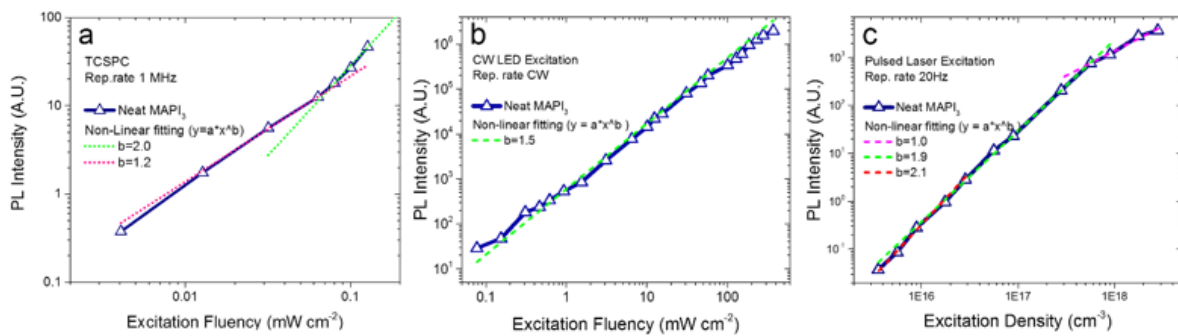 a
TCSPC
Rep.rate 1 MHz
Neat MAPI3
Non-Linear fitting (y=a*x^b)
b=2.0
b=1.2
100
10
1
0.1
0.01
0.1
PL Intensity (A.U.)
Excitation Fluency (mW cm-2)
b
CW LED Excitation
Rep. rate CW
Neat MAPI3
Non-linear fitting (y = a*x^b )
b=1.5
10^6
10^5
10^4
10^3
10^2
10^1
0.1
1
10
100
PL Intensity (A.U.)
Excitation Fluency (mW cm-2)
c
Pulsed Laser Excitation
Rep. rate 20Hz
Neat MAPI3
Non-linear fitting (y = a*x^b )
b=1.0
b=1.9
b=2.1
10^3
10^2
10^1
10^0
10^-1
1E16
1E17
1E18
PL Intensity (A.U.)
Excitation Density (cm-3)